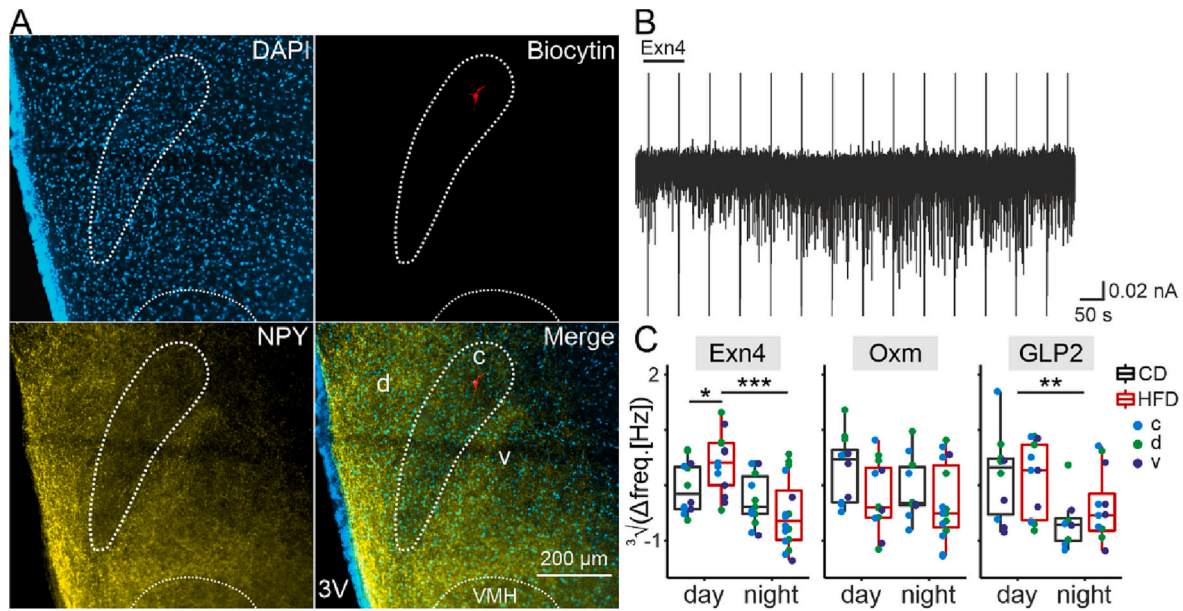 A
DAPI
Biocytin
NPY
Merge
c
d
v
200 µm
3V
VMH
B
Exn4
0.02 nA
50 s
C
Exn4
Oxm
GLP2
CD
HFD
c
d
v
* ***
**
2
-1
³√(Δfreq.[Hz])
day night
day night
day night